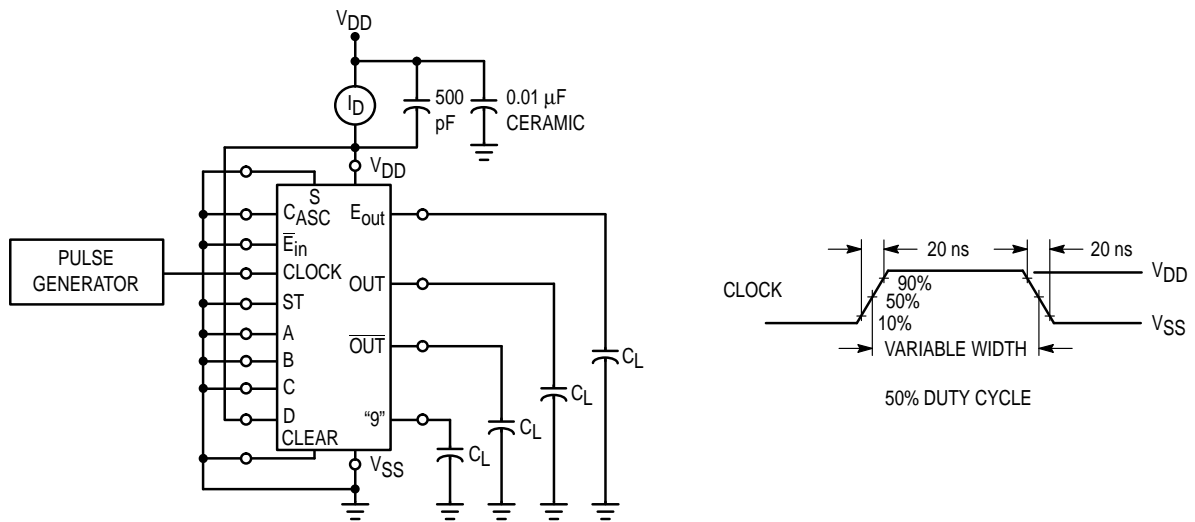 VDD
ID
500
pF
0.01 μF
CERAMIC
VDD
S
CASC
E̅in
CLOCK
ST
A
B
C
D
CLEAR
Eout
OUT
O̅U̅T̅
“9”
VSS
PULSE
GENERATOR
CL
CL
CL
CL
20 ns
20 ns
CLOCK
90%
50%
10%
VDD
VSS
VARIABLE WIDTH
50% DUTY CYCLE